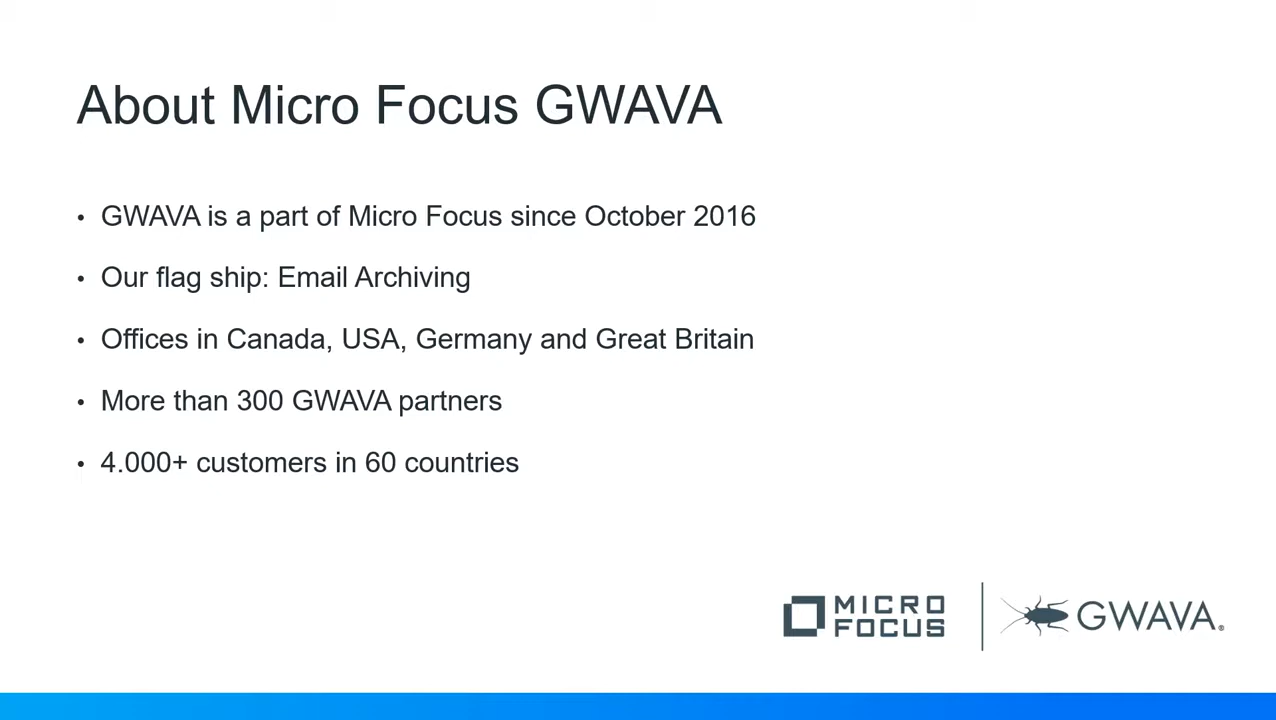 About Micro Focus GWAVA
• GWAVA is a part of Micro Focus since October 2016
• Our flag ship: Email Archiving
• Offices in Canada, USA, Germany and Great Britain
• More than 300 GWAVA partners
• 4.000+ customers in 60 countries
MICRO
FOCUS
GWAVA®